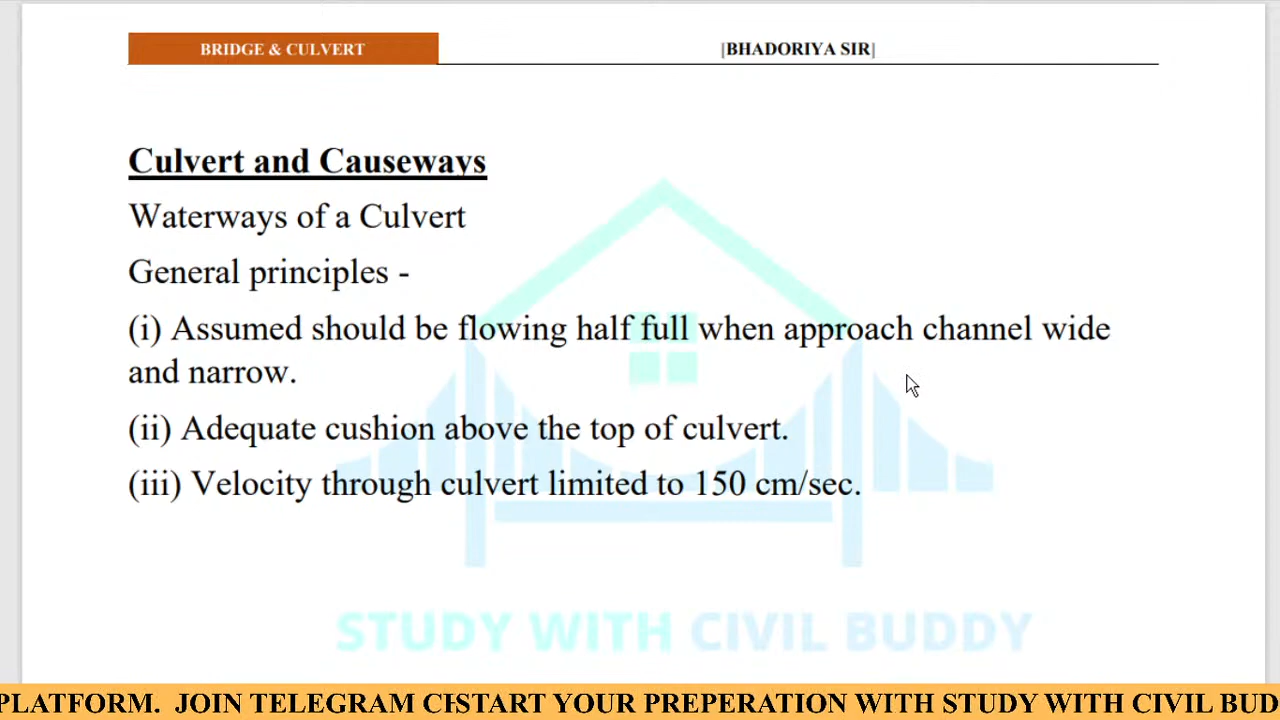 BRIDGE & CULVERT
|BHADORIYA SIR|
Culvert and Causeways
Waterways of a Culvert
General principles -
(i) Assumed should be flowing half full when approach channel wide
and narrow.
(ii) Adequate cushion above the top of culvert.
(iii) Velocity through culvert limited to 150 cm/sec.
STUDY WITH CIVIL BUDDY
PLATFORM. JOIN TELEGRAM START YOUR PREPERATION WITH STUDY WITH CIVIL BUD